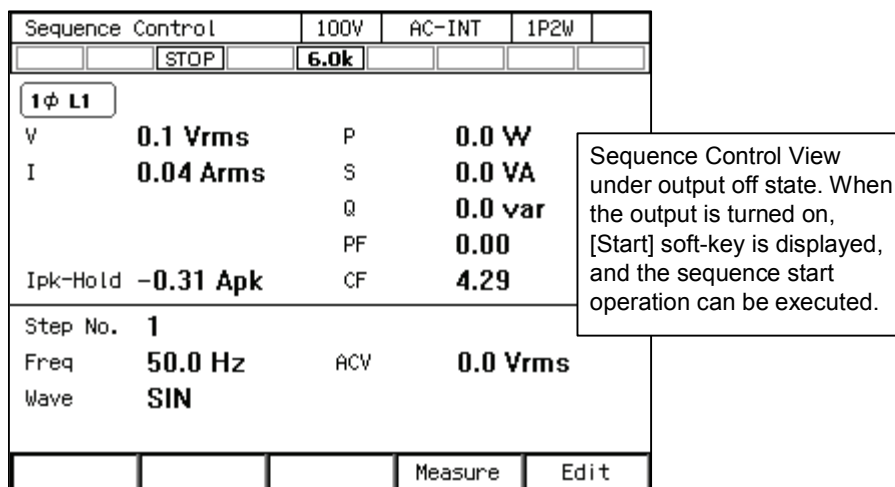 Sequence Control 100V AC-INT 1P2W
STOP 6.0k
1ϕ L1
V 0.1 Vrms P 0.0 W
I 0.04 Arms S 0.0 VA
Q 0.0 var
PF 0.00
Ipk-Hold -0.31 Apk CF 4.29
Step No. 1
Freq 50.0 Hz ACV 0.0 Vrms
Wave SIN
Measure Edit
Sequence Control View
under output off state. When
the output is turned on,
[Start] soft-key is displayed,
and the sequence start
operation can be executed.